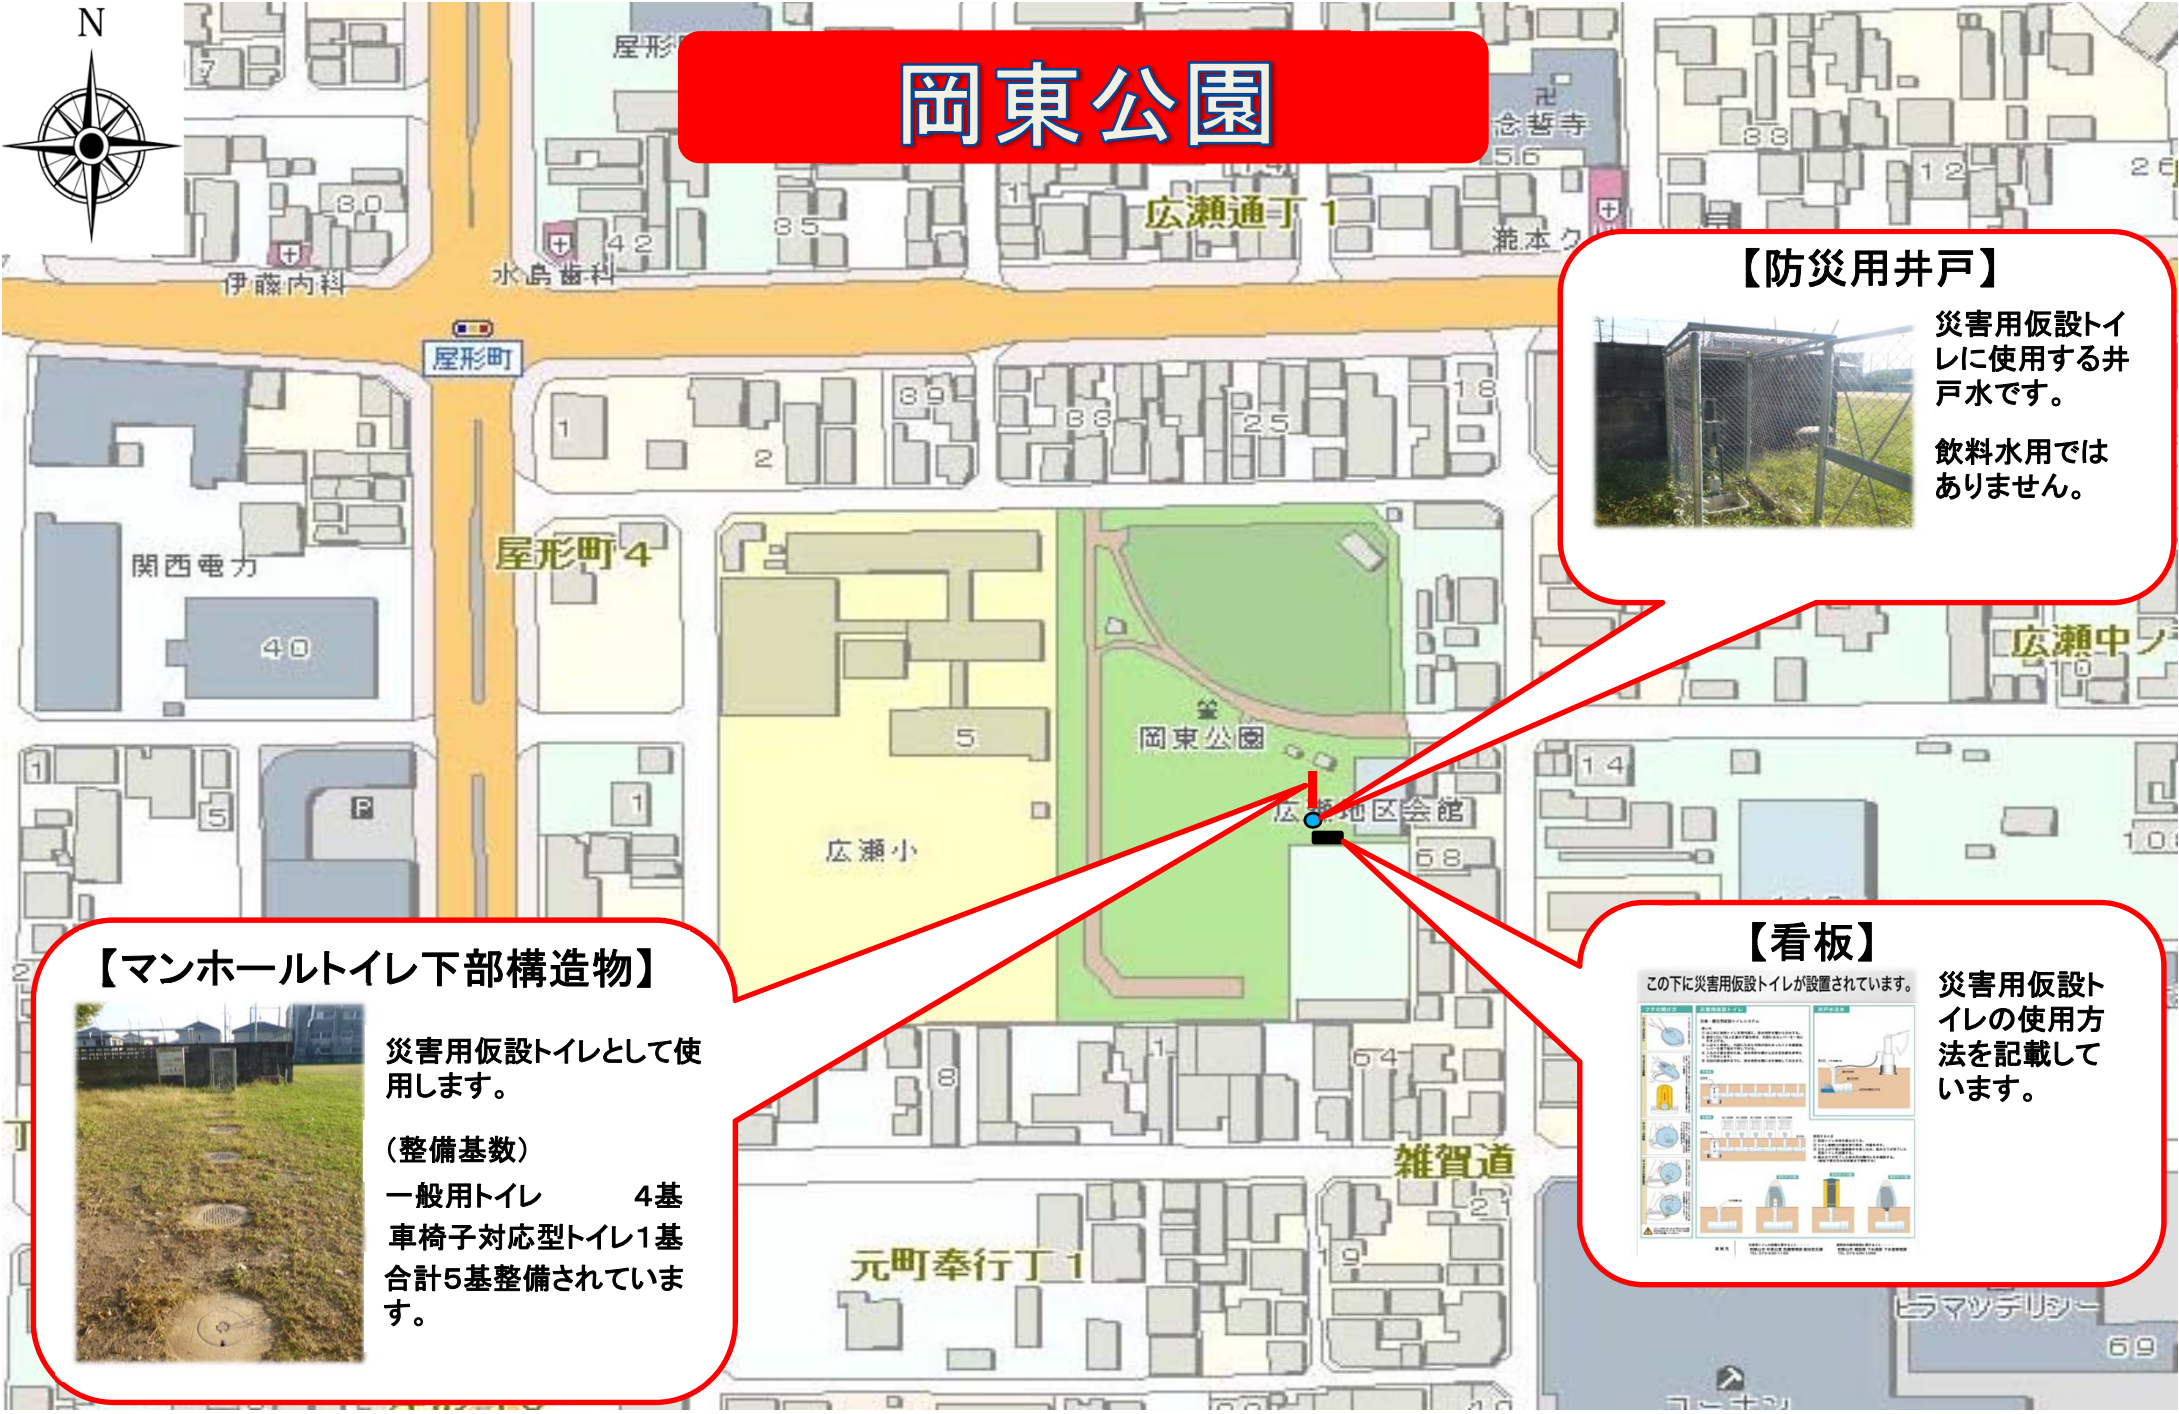 N
岡東公園
屋形
7
念誓寺
56
33
12
26
30
42
35
1
広瀬通丁1
伊藤内科
水島歯科
屋形町
【防災用井戸】
災害用仮設トイ
レに使用する井
戸水です。
飲料水用では
ありません。
1
2
39
33
25
18
関西電力
屋形町4
40
広瀬中ノ
10
5
岡東公園
広瀬地区会館
広瀬小
68
1
5
P
1
14
【マンホールトイレ下部構造物】
災害用仮設トイレとして使
用します。
(整備基数)
一般用トイレ 4基
車椅子対応型トイレ1基
合計5基整備されていま
す。
【看板】
この下に災害用仮設トイレが設置されています。
災害用仮設ト
イレの使用方
法を記載して
います。
8
1
64
雑賀道
21
19
元町奉行丁1
ヒラマツデリシー
69
コーナン